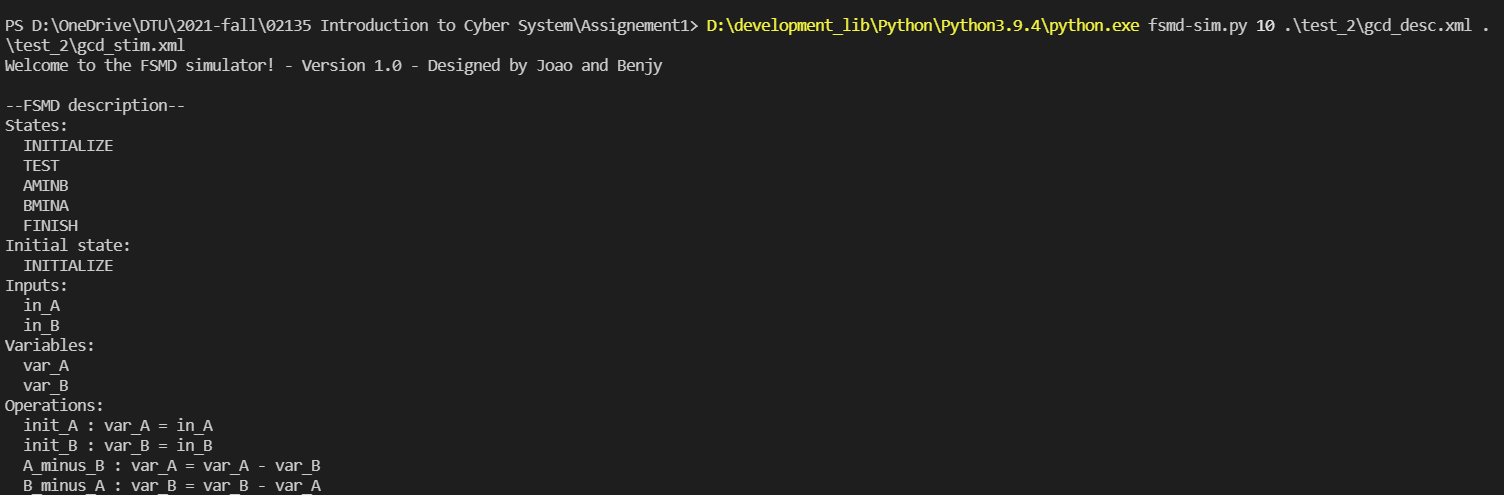 PS D:\OneDrive\DTU\2021-fall\02135 Introduction to Cyber System\Assignement1> D:\development_lib\Python\Python3.9.4\python.exe fsmd-sim.py 10 .\test_2\gcd_desc.xml .
\test_2\gcd_stim.xml
Welcome to the FSMD simulator! - Version 1.0 - Designed by Joao and Benjy
--FSMD description--
States:
INITIALIZE
TEST
AMINB
BMINA
FINISH
Initial state:
INITIALIZE
Inputs:
in_A
in_B
Variables:
var_A
var_B
Operations:
init_A : var_A = in_A
init_B : var_B = in_B
A_minus_B : var_A = var_A - var_B
B_minus_A : var_B = var_B - var_A